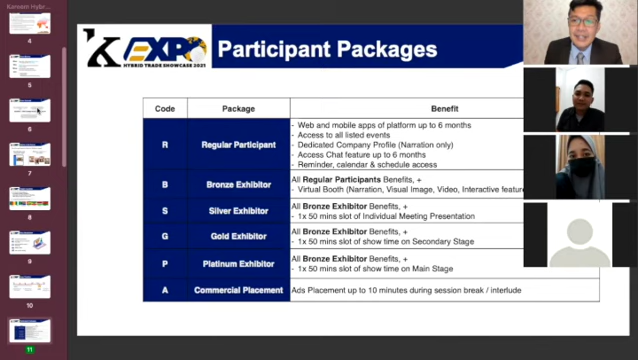 Kanvem Hybr...
4
5
6
7
8
9
10
11
K EXPO
HYBRID TRADE SHOWCASE 2021
Participant Packages
Code Package Benefit
R Regular Participant
- Web and mobile apps of platform up to 6 months
- Access to all listed events
- Dedicated Company Profile (Narration only)
- Access Chat feature up to 6 months
- Reminder, calendar & schedule access
B Bronze Exhibitor
All Regular Participants Benefits, +
- Virtual Booth (Narration, Visual Image, Video, Interactive feature
S Silver Exhibitor
All Bronze Exhibitor Benefits, +
- 1x 50 mins slot of Individual Meeting Presentation
G Gold Exhibitor
All Bronze Exhibitor Benefits, +
- 1x 50 mins slot of show time on Secondary Stage
P Platinum Exhibitor
All Bronze Exhibitor Benefits, +
- 1x 50 mins slot of show time on Main Stage
A Commercial Placement
Ads Placement up to 10 minutes during session break / interlude